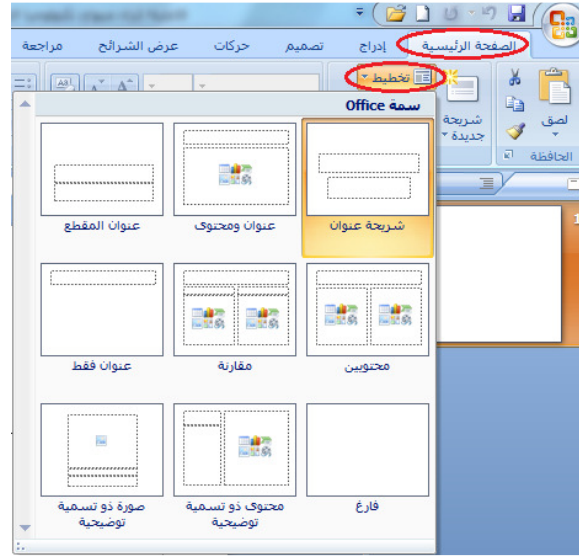 الصفحة الرئيسية
إدراج
تصميم
حركات
عرض الشرائح
مراجعة
لصق
الحافظة
شريحة
جديدة
تخطيط
سمة Office
شريحة عنوان
عنوان ومحتوى
عنوان المقطع
محتويين
مقارنة
عنوان فقط
فارغ
محتوى ذو تسمية
توضيحية
صورة ذو تسمية
توضيحية
1